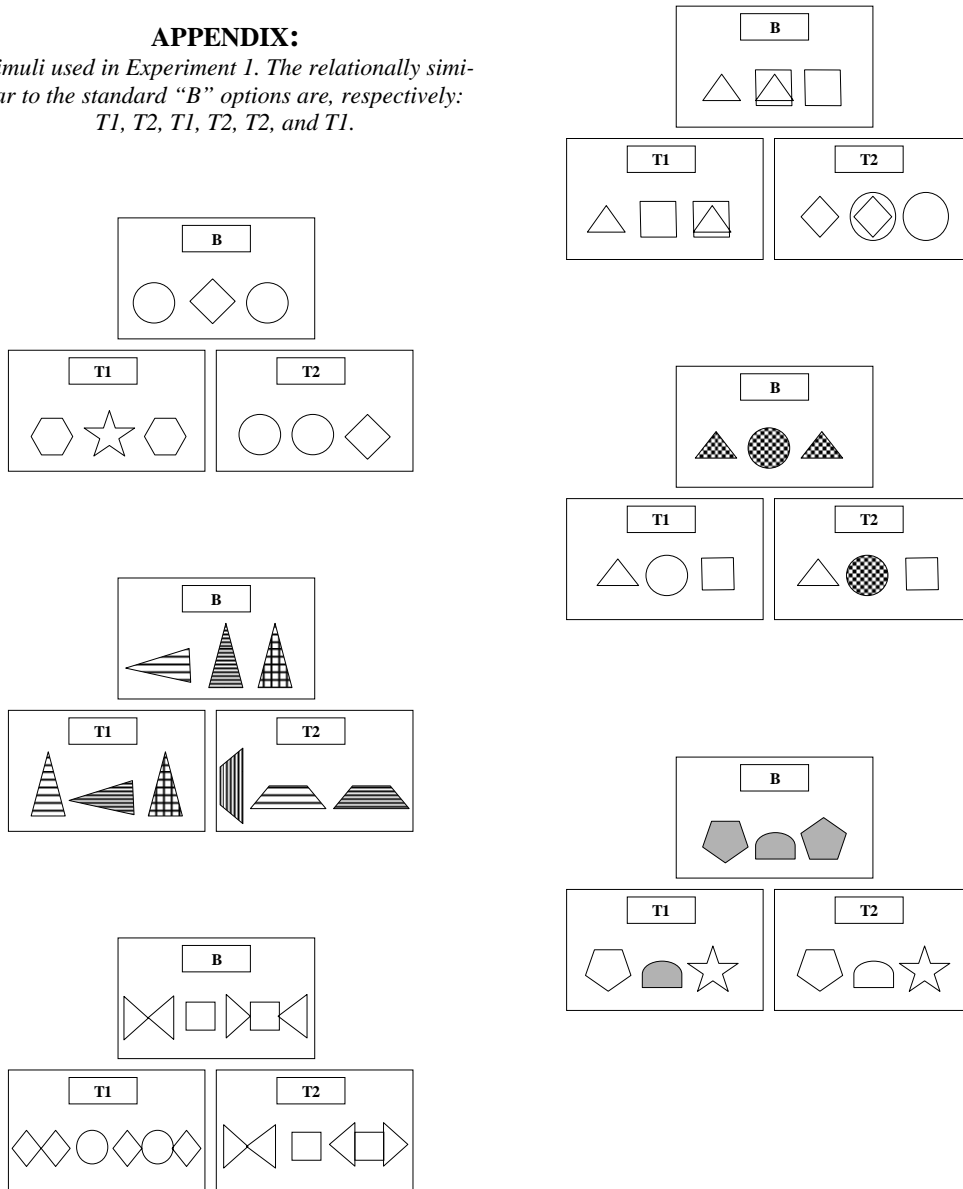 APPENDIX:
imuli used in Experiment 1. The relationally simi-
ar to the standard “B” options are, respectively:
T1, T2, T1, T2, T2, and T1.
B
T1 T2
B
T1 T2
B
T1 T2
B
T1 T2
B
T1 T2
B
T1 T2